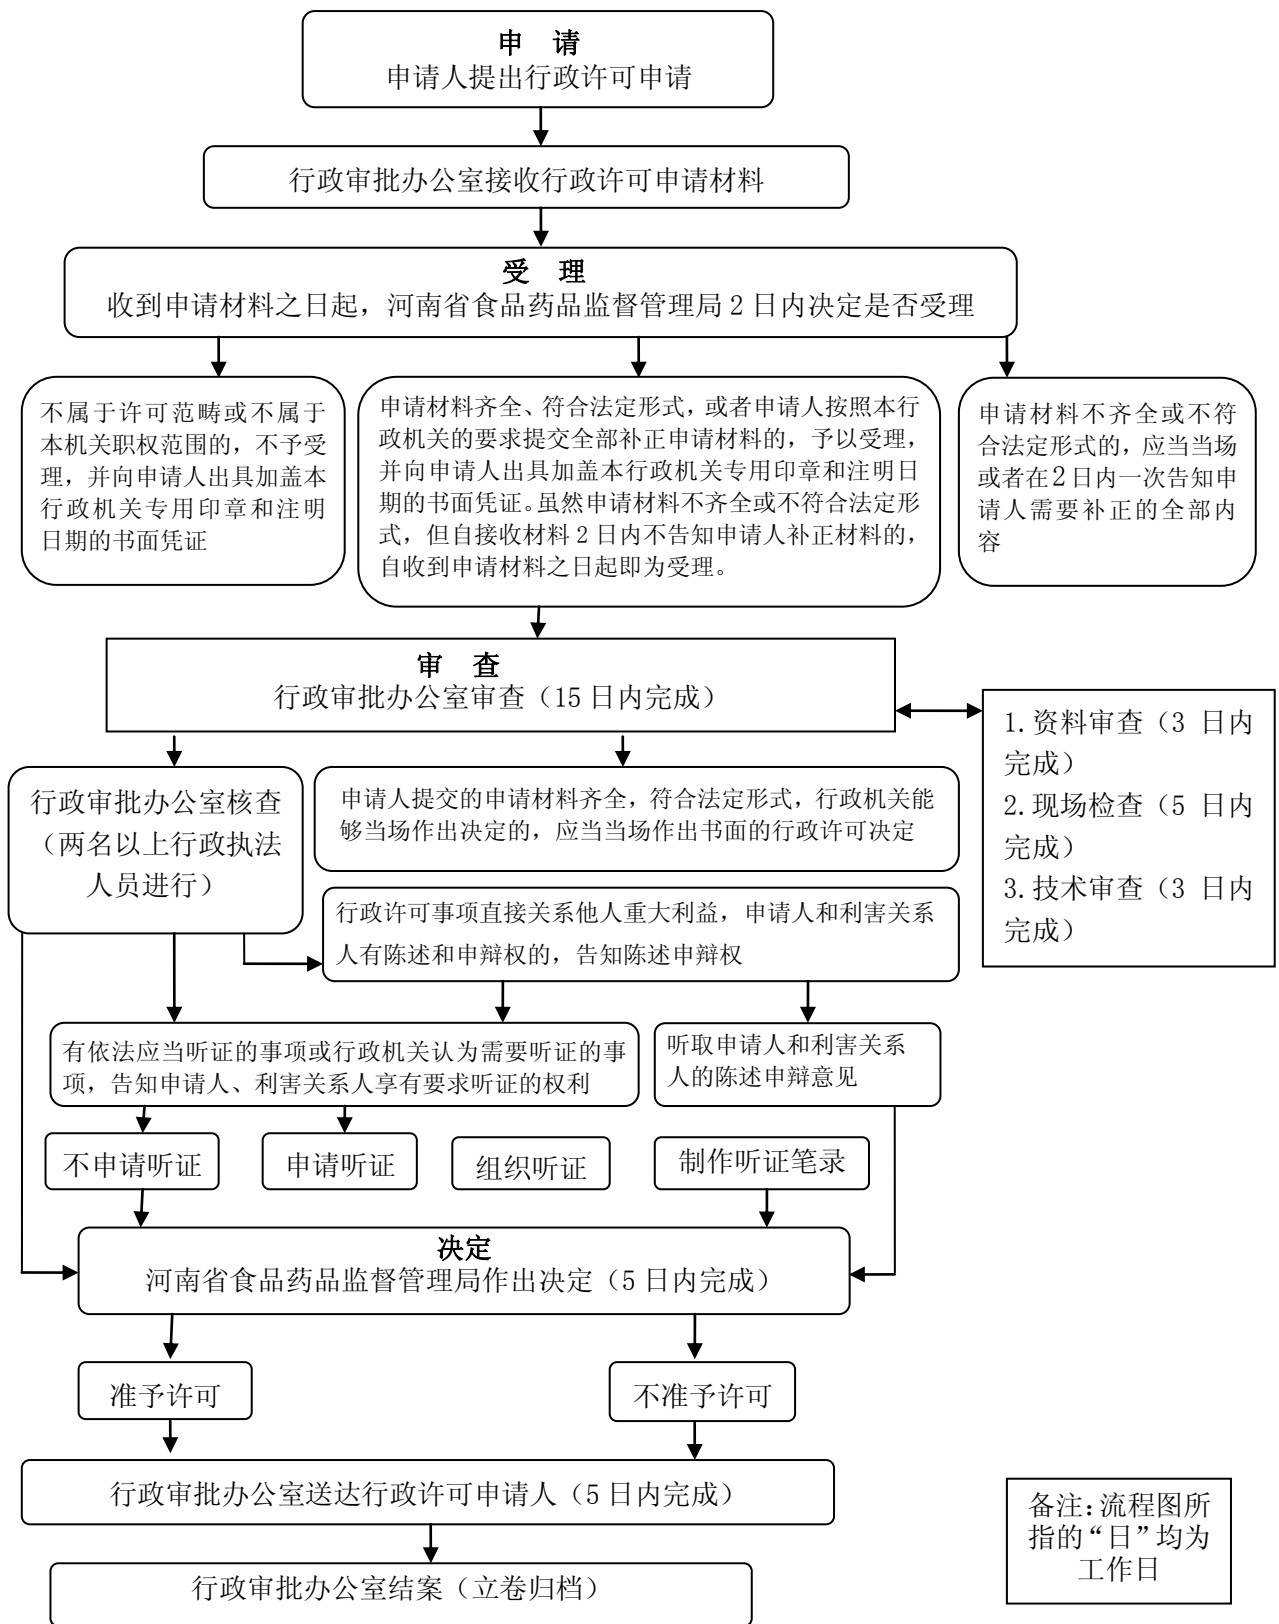 申 请
申请人提出行政许可申请
行政审批办公室接收行政许可申请材料
受 理
收到申请材料之日起，河南省食品药品监督管理局 2 日内决定是否受理
不属于许可范畴或不属于
本机关职权范围的，不予受
理，并向申请人出具加盖本
行政机关专用印章和注明
日期的书面凭证
申请材料齐全、符合法定形式，或者申请人按照本行
政机关的要求提交全部补正申请材料的，予以受理，
并向申请人出具加盖本行政机关专用印章和注明日
期的书面凭证。虽然申请材料不齐全或不符合法定形
式，但自接收材料 2 日内不告知申请人补正材料的，
自收到申请材料之日起即为受理。
申请材料不齐全或不符
合法定形式的，应当当场
或者在2日内一次告知申
请人需要补正的全部内
容
审 查
行政审批办公室审查（15 日内完成）
1.资料审查（3 日内
完成）
2.现场检查（5 日内
完成）
3.技术审查（3 日内
完成）
行政审批办公室核查
（两名以上行政执法
人员进行）
申请人提交的申请材料齐全，符合法定形式，行政机关能
够当场作出决定的，应当当场作出书面的行政许可决定
行政许可事项直接关系他人重大利益，申请人和利害关系
人有陈述和申辩权的，告知陈述申辩权
有依法应当听证的事项或行政机关认为需要听证的事
项，告知申请人、利害关系人享有要求听证的权利
听取申请人和利害关系
人的陈述申辩意见
不申请听证
申请听证
组织听证
制作听证笔录
决定
河南省食品药品监督管理局作出决定（5 日内完成）
准予许可
不准予许可
行政审批办公室送达行政许可申请人（5 日内完成）
行政审批办公室结案（立卷归档）
备注：流程图所
指的“日”均为
工作日